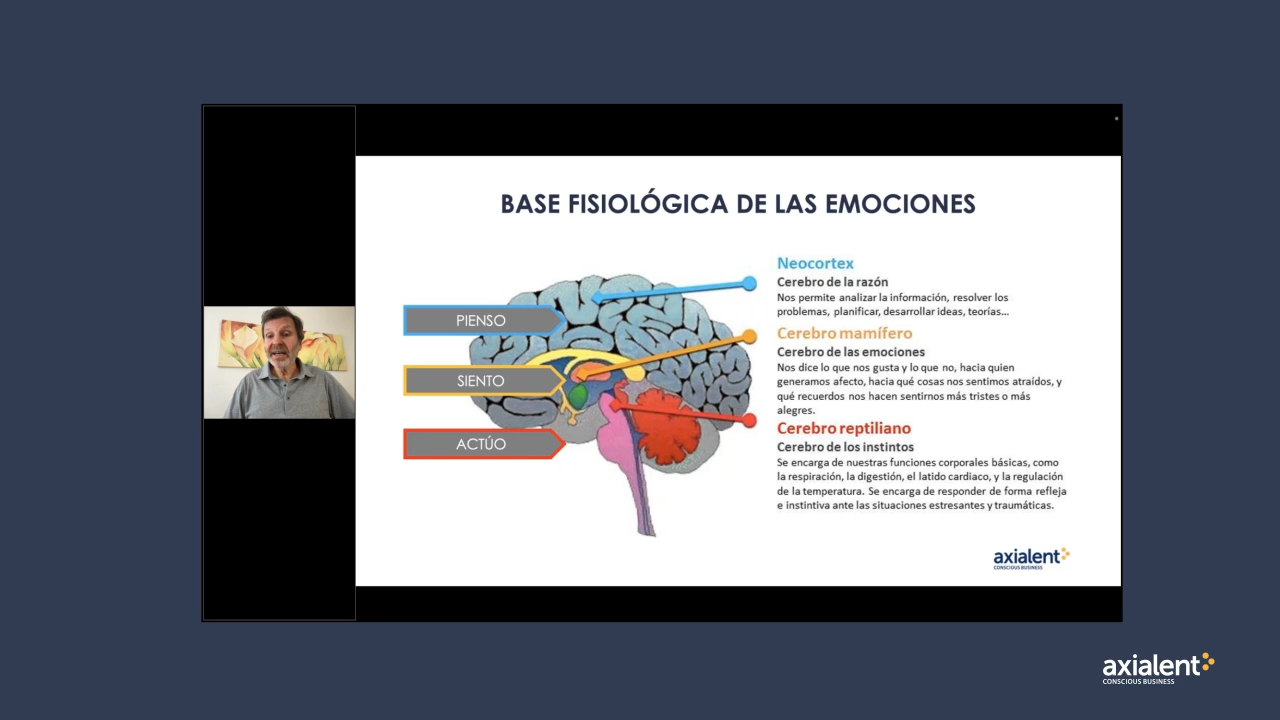 BASE FISIOLÓGICA DE LAS EMOCIONES
PIENSO
SIENTO
ACTÚO
Neocortex
Cerebro de la razón
Nos permite analizar la información, resolver los
problemas, planificar, desarrollar ideas, teorías...
Cerebro mamífero
Cerebro de las emociones
Nos dice lo que nos gusta y lo que no, hacia quien
generamos afecto, hacia qué cosas nos sentimos atraídos, y
qué recuerdos nos hacen sentirnos más tristes o más
alegres.
Cerebro reptiliano
Cerebro de los instintos
Se encarga de nuestras funciones corporales básicas, como
la respiración, la digestión, el latido cardiaco, y la regulación
de la temperatura. Se encarga de responder de forma refleja
e instintiva ante las situaciones estresantes y traumáticas.
axialent
CONSCIOUS BUSINESS
axialent
CONSCIOUS BUSINESS